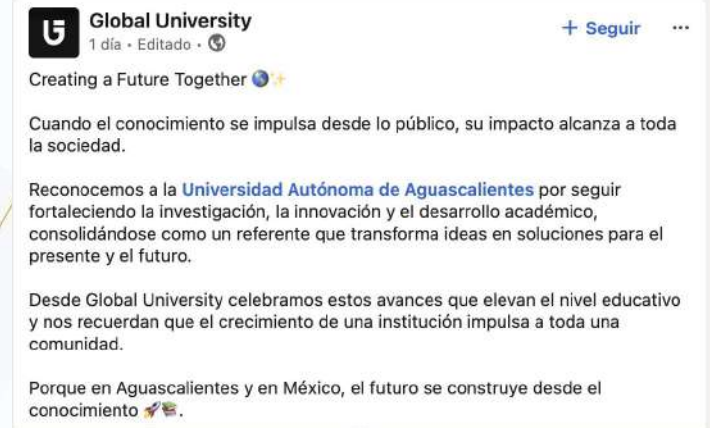 Global University
+ Seguir ...
1 día · Editado ·
Creating a Future Together 🌎✨
Cuando el conocimiento se impulsa desde lo público, su impacto alcanza a toda
la sociedad.
Reconocemos a la Universidad Autónoma de Aguascalientes por seguir
fortaleciendo la investigación, la innovación y el desarrollo académico,
consolidándose como un referente que transforma ideas en soluciones para el
presente y el futuro.
Desde Global University celebramos estos avances que elevan el nivel educativo
y nos recuerdan que el crecimiento de una institución impulsa a toda una
comunidad.
Porque en Aguascalientes y en México, el futuro se construye desde el
conocimiento 🚀📚.